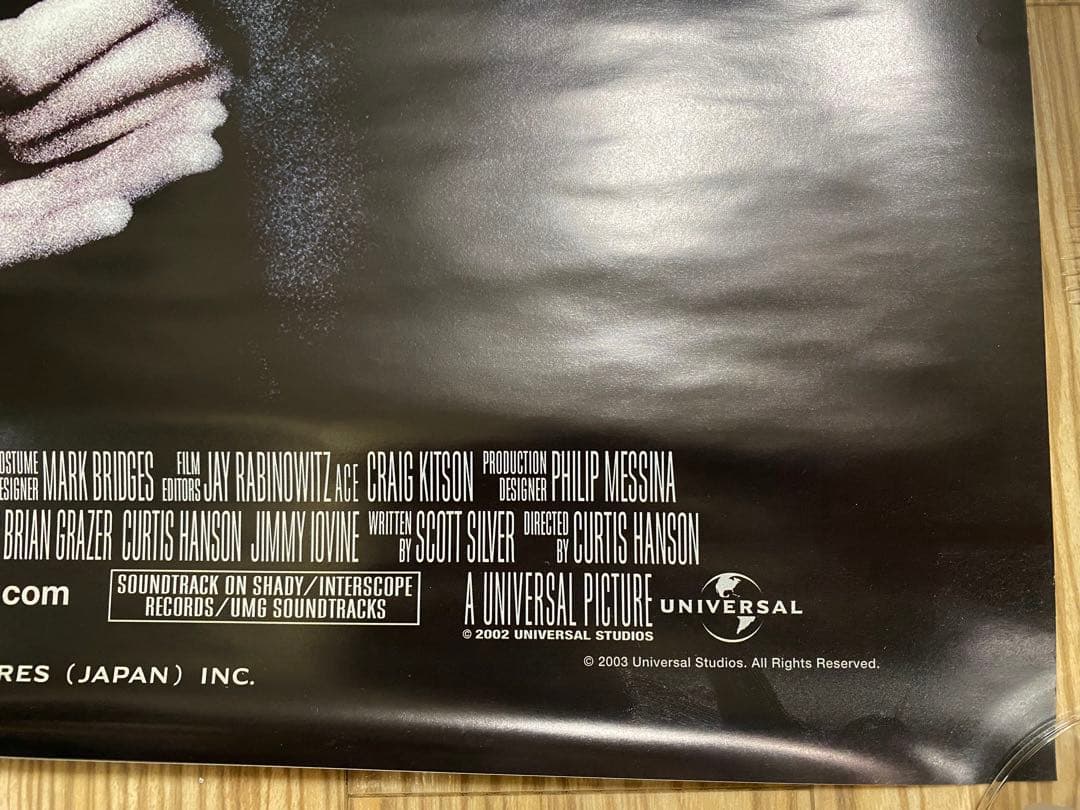 OSTUME DESIGNER MARK BRIDGES FILM EDITORS JAY RABINOWITZ ACE CRAIG KITSON PRODUCTION DESIGNER PHILIP MESSINA
BRIAN GRAZER CURTIS HANSON JIMMY IOVINE WRITTEN BY SCOTT SILVER DIRECTED BY CURTIS HANSON
.com
SOUNDTRACK ON SHADY/INTERSCOPE
RECORDS/UMG SOUNDTRACKS
A UNIVERSAL PICTURE
© 2002 UNIVERSAL STUDIOS
UNIVERSAL
© 2003 Universal Studios. All Rights Reserved.
RES (JAPAN) INC.